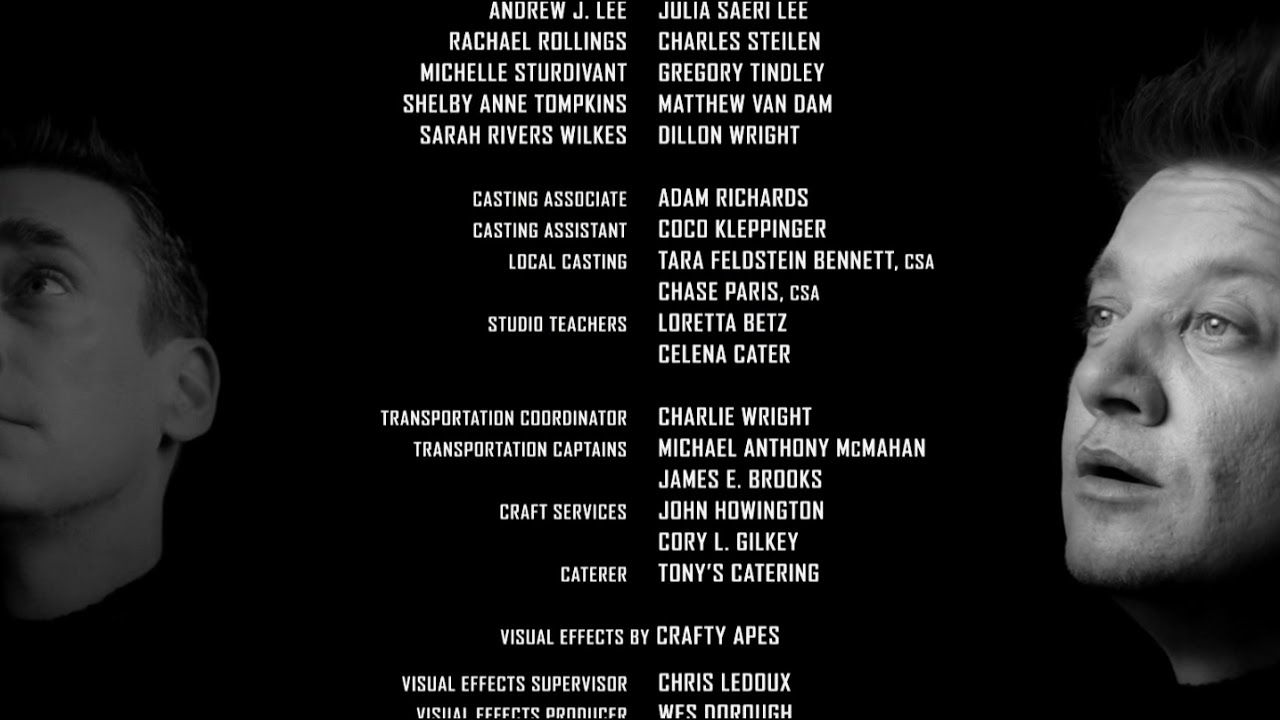 ANDREW J. LEE JULIA SAERI LEE
RACHAEL ROLLINGS CHARLES STEILEN
MICHELLE STURDIVANT GREGORY TINDLEY
SHELBY ANNE TOMPKINS MATTHEW VAN DAM
SARAH RIVERS WILKES DILLON WRIGHT
CASTING ASSOCIATE ADAM RICHARDS
CASTING ASSISTANT COCO KLEPPINGER
LOCAL CASTING TARA FELDSTEIN BENNETT, CSA
CHASE PARIS, CSA
STUDIO TEACHERS LORETTA BETZ
CELENA CATER
TRANSPORTATION COORDINATOR CHARLIE WRIGHT
TRANSPORTATION CAPTAINS MICHAEL ANTHONY McMAHAN
JAMES E. BROOKS
CRAFT SERVICES JOHN HOWINGTON
CORY L. GILKEY
CATERER TONY'S CATERING
VISUAL EFFECTS BY CRAFTY APES
VISUAL EFFECTS SUPERVISOR CHRIS LEDOUX
VISUAL EFFECTS PRODUCER WES DOROUGH